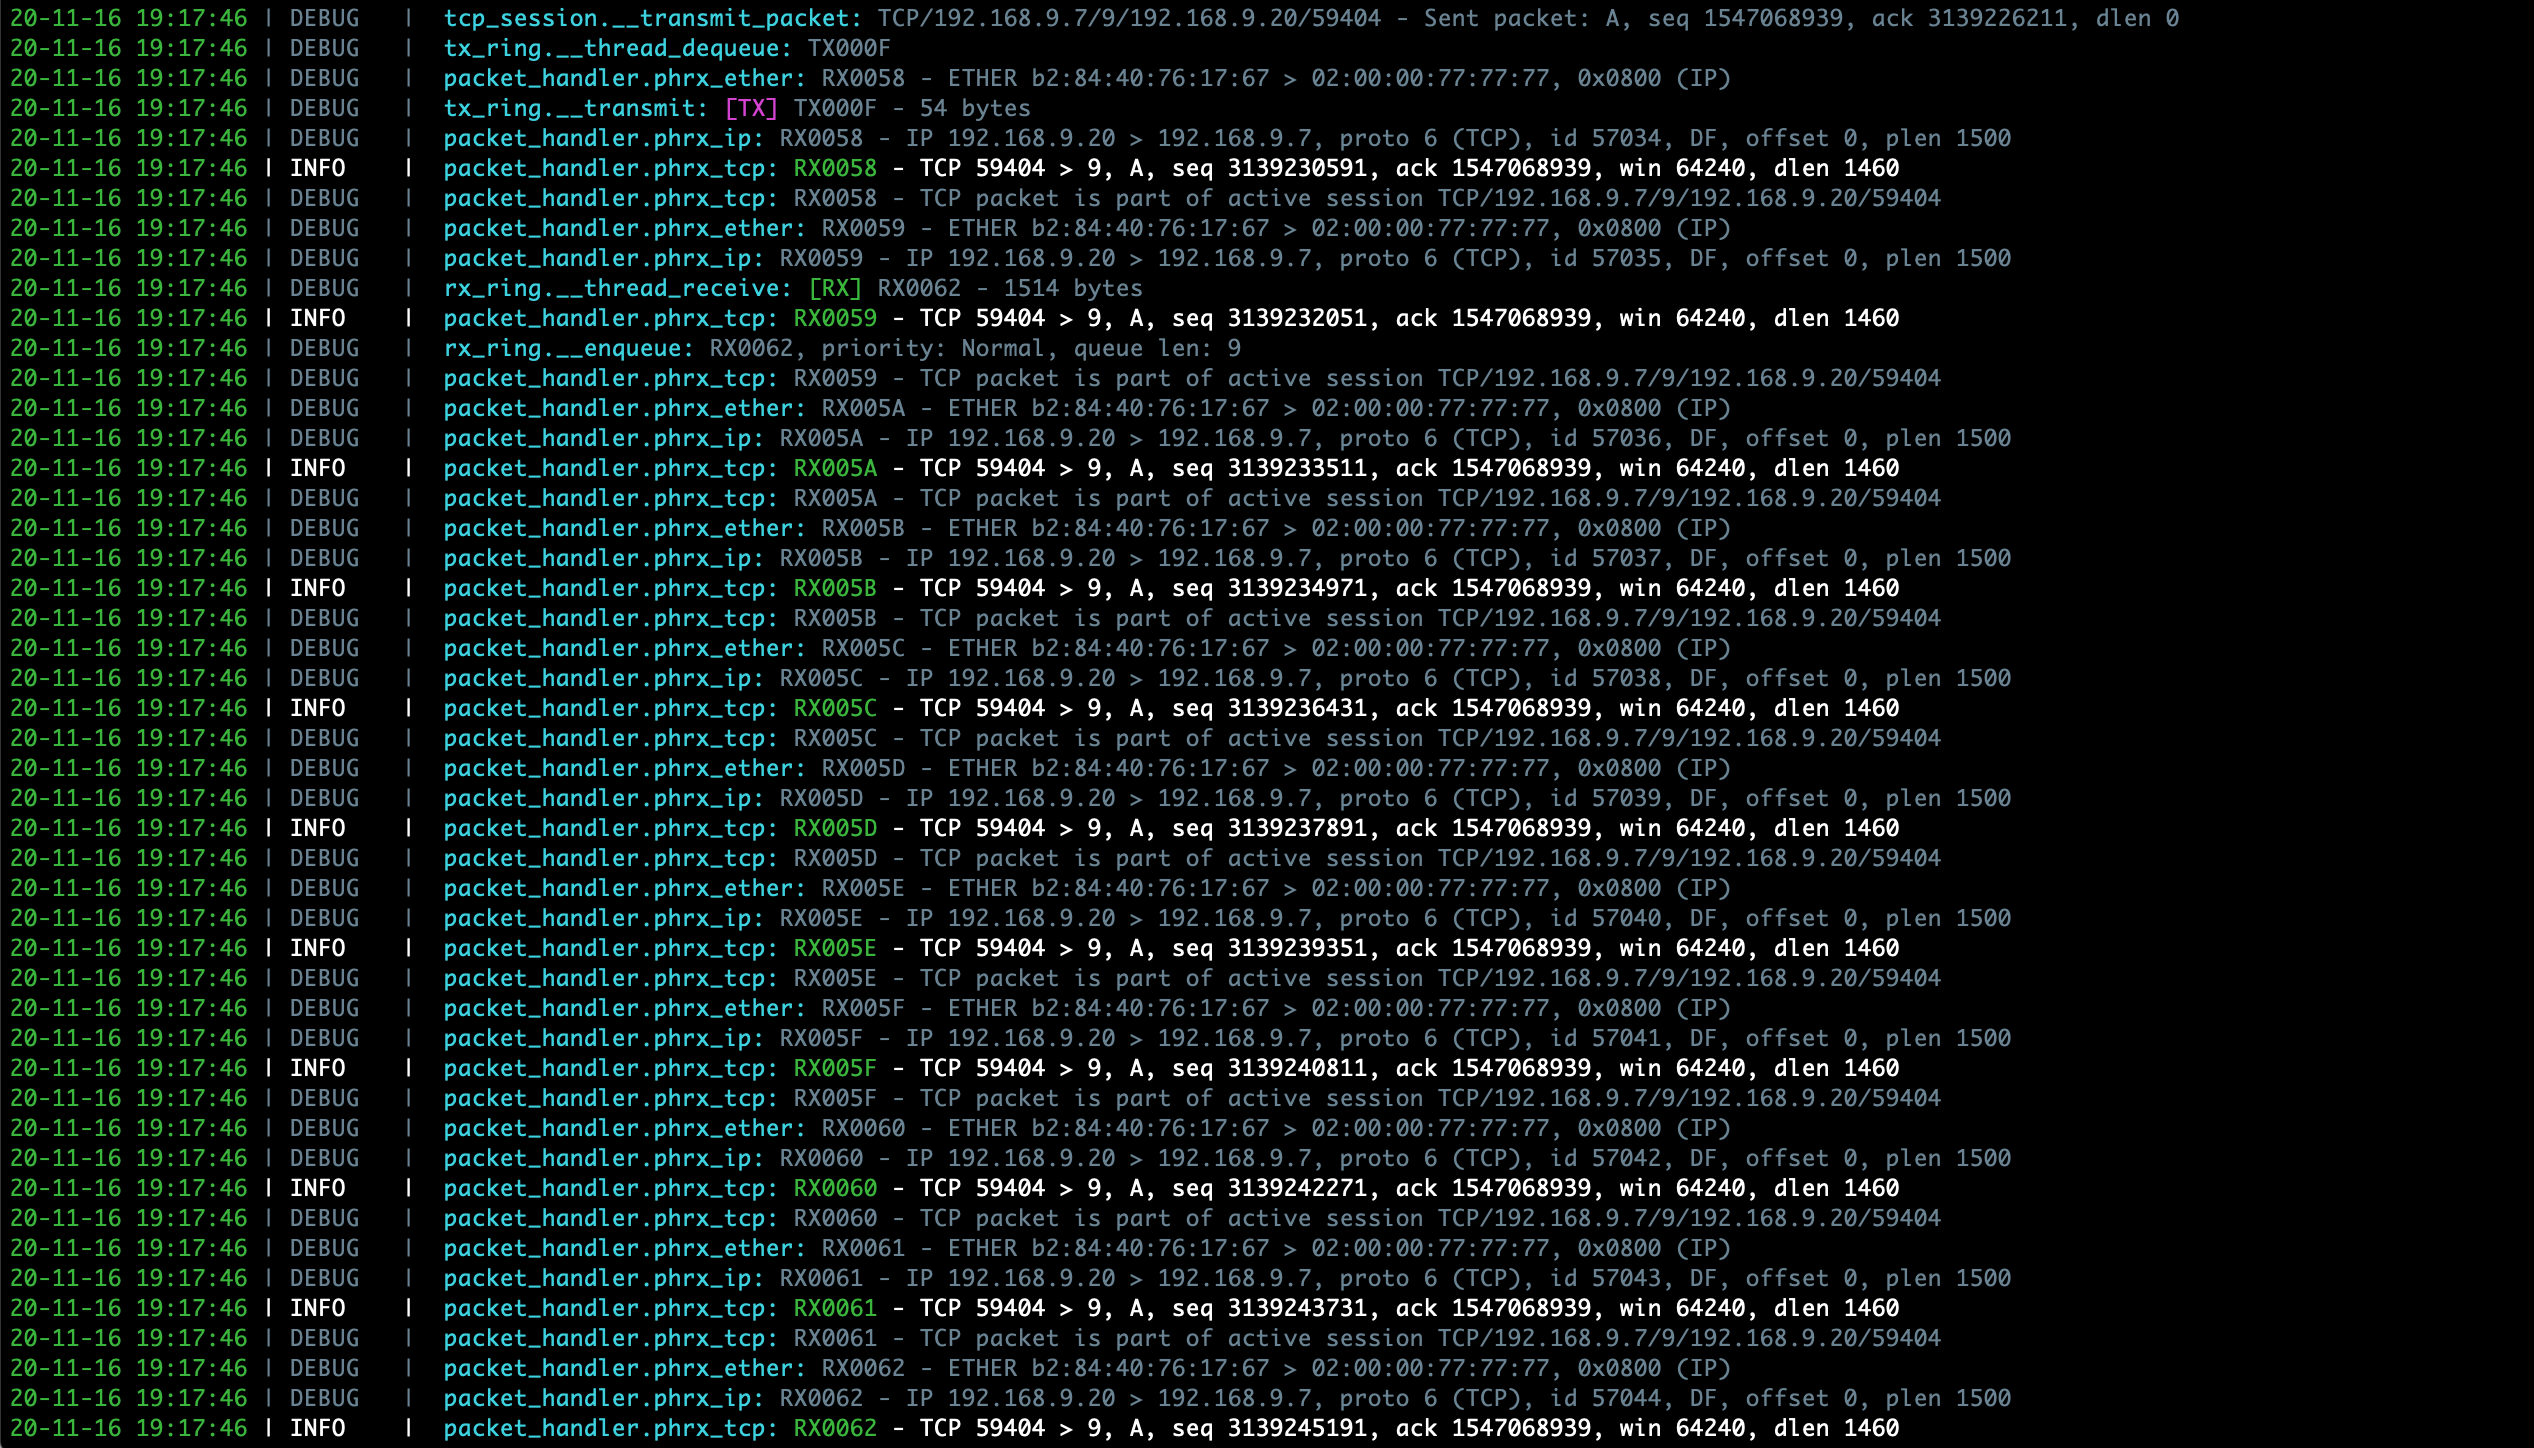 20-11-16 19:17:46 | DEBUG   |  tcp_session.__transmit_packet: TCP/192.168.9.7/9/192.168.9.20/59404 - Sent packet: A, seq 1547068939, ack 3139226211, dlen 0
20-11-16 19:17:46 | DEBUG   |  tx_ring.__thread_dequeue: TX000F
20-11-16 19:17:46 | DEBUG   |  packet_handler.phrx_ether: RX0058 - ETHER b2:84:40:76:17:67 > 02:00:00:77:77:77, 0x0800 (IP)
20-11-16 19:17:46 | DEBUG   |  tx_ring.__transmit: [TX] TX000F - 54 bytes
20-11-16 19:17:46 | DEBUG   |  packet_handler.phrx_ip: RX0058 - IP 192.168.9.20 > 192.168.9.7, proto 6 (TCP), id 57034, DF, offset 0, plen 1500
20-11-16 19:17:46 | INFO    |  packet_handler.phrx_tcp: RX0058 - TCP 59404 > 9, A, seq 3139230591, ack 1547068939, win 64240, dlen 1460
20-11-16 19:17:46 | DEBUG   |  packet_handler.phrx_tcp: RX0058 - TCP packet is part of active session TCP/192.168.9.7/9/192.168.9.20/59404
20-11-16 19:17:46 | DEBUG   |  packet_handler.phrx_ether: RX0059 - ETHER b2:84:40:76:17:67 > 02:00:00:77:77:77, 0x0800 (IP)
20-11-16 19:17:46 | DEBUG   |  packet_handler.phrx_ip: RX0059 - IP 192.168.9.20 > 192.168.9.7, proto 6 (TCP), id 57035, DF, offset 0, plen 1500
20-11-16 19:17:46 | DEBUG   |  rx_ring.__thread_receive: [RX] RX0062 - 1514 bytes
20-11-16 19:17:46 | INFO    |  packet_handler.phrx_tcp: RX0059 - TCP 59404 > 9, A, seq 3139232051, ack 1547068939, win 64240, dlen 1460
20-11-16 19:17:46 | DEBUG   |  rx_ring.__enqueue: RX0062, priority: Normal, queue len: 9
20-11-16 19:17:46 | DEBUG   |  packet_handler.phrx_tcp: RX0059 - TCP packet is part of active session TCP/192.168.9.7/9/192.168.9.20/59404
20-11-16 19:17:46 | DEBUG   |  packet_handler.phrx_ether: RX005A - ETHER b2:84:40:76:17:67 > 02:00:00:77:77:77, 0x0800 (IP)
20-11-16 19:17:46 | DEBUG   |  packet_handler.phrx_ip: RX005A - IP 192.168.9.20 > 192.168.9.7, proto 6 (TCP), id 57036, DF, offset 0, plen 1500
20-11-16 19:17:46 | INFO    |  packet_handler.phrx_tcp: RX005A - TCP 59404 > 9, A, seq 3139233511, ack 1547068939, win 64240, dlen 1460
20-11-16 19:17:46 | DEBUG   |  packet_handler.phrx_tcp: RX005A - TCP packet is part of active session TCP/192.168.9.7/9/192.168.9.20/59404
20-11-16 19:17:46 | DEBUG   |  packet_handler.phrx_ether: RX005B - ETHER b2:84:40:76:17:67 > 02:00:00:77:77:77, 0x0800 (IP)
20-11-16 19:17:46 | DEBUG   |  packet_handler.phrx_ip: RX005B - IP 192.168.9.20 > 192.168.9.7, proto 6 (TCP), id 57037, DF, offset 0, plen 1500
20-11-16 19:17:46 | INFO    |  packet_handler.phrx_tcp: RX005B - TCP 59404 > 9, A, seq 3139234971, ack 1547068939, win 64240, dlen 1460
20-11-16 19:17:46 | DEBUG   |  packet_handler.phrx_tcp: RX005B - TCP packet is part of active session TCP/192.168.9.7/9/192.168.9.20/59404
20-11-16 19:17:46 | DEBUG   |  packet_handler.phrx_ether: RX005C - ETHER b2:84:40:76:17:67 > 02:00:00:77:77:77, 0x0800 (IP)
20-11-16 19:17:46 | DEBUG   |  packet_handler.phrx_ip: RX005C - IP 192.168.9.20 > 192.168.9.7, proto 6 (TCP), id 57038, DF, offset 0, plen 1500
20-11-16 19:17:46 | INFO    |  packet_handler.phrx_tcp: RX005C - TCP 59404 > 9, A, seq 3139236431, ack 1547068939, win 64240, dlen 1460
20-11-16 19:17:46 | DEBUG   |  packet_handler.phrx_tcp: RX005C - TCP packet is part of active session TCP/192.168.9.7/9/192.168.9.20/59404
20-11-16 19:17:46 | DEBUG   |  packet_handler.phrx_ether: RX005D - ETHER b2:84:40:76:17:67 > 02:00:00:77:77:77, 0x0800 (IP)
20-11-16 19:17:46 | DEBUG   |  packet_handler.phrx_ip: RX005D - IP 192.168.9.20 > 192.168.9.7, proto 6 (TCP), id 57039, DF, offset 0, plen 1500
20-11-16 19:17:46 | INFO    |  packet_handler.phrx_tcp: RX005D - TCP 59404 > 9, A, seq 3139237891, ack 1547068939, win 64240, dlen 1460
20-11-16 19:17:46 | DEBUG   |  packet_handler.phrx_tcp: RX005D - TCP packet is part of active session TCP/192.168.9.7/9/192.168.9.20/59404
20-11-16 19:17:46 | DEBUG   |  packet_handler.phrx_ether: RX005E - ETHER b2:84:40:76:17:67 > 02:00:00:77:77:77, 0x0800 (IP)
20-11-16 19:17:46 | DEBUG   |  packet_handler.phrx_ip: RX005E - IP 192.168.9.20 > 192.168.9.7, proto 6 (TCP), id 57040, DF, offset 0, plen 1500
20-11-16 19:17:46 | INFO    |  packet_handler.phrx_tcp: RX005E - TCP 59404 > 9, A, seq 3139239351, ack 1547068939, win 64240, dlen 1460
20-11-16 19:17:46 | DEBUG   |  packet_handler.phrx_tcp: RX005E - TCP packet is part of active session TCP/192.168.9.7/9/192.168.9.20/59404
20-11-16 19:17:46 | DEBUG   |  packet_handler.phrx_ether: RX005F - ETHER b2:84:40:76:17:67 > 02:00:00:77:77:77, 0x0800 (IP)
20-11-16 19:17:46 | DEBUG   |  packet_handler.phrx_ip: RX005F - IP 192.168.9.20 > 192.168.9.7, proto 6 (TCP), id 57041, DF, offset 0, plen 1500
20-11-16 19:17:46 | INFO    |  packet_handler.phrx_tcp: RX005F - TCP 59404 > 9, A, seq 3139240811, ack 1547068939, win 64240, dlen 1460
20-11-16 19:17:46 | DEBUG   |  packet_handler.phrx_tcp: RX005F - TCP packet is part of active session TCP/192.168.9.7/9/192.168.9.20/59404
20-11-16 19:17:46 | DEBUG   |  packet_handler.phrx_ether: RX0060 - ETHER b2:84:40:76:17:67 > 02:00:00:77:77:77, 0x0800 (IP)
20-11-16 19:17:46 | DEBUG   |  packet_handler.phrx_ip: RX0060 - IP 192.168.9.20 > 192.168.9.7, proto 6 (TCP), id 57042, DF, offset 0, plen 1500
20-11-16 19:17:46 | INFO    |  packet_handler.phrx_tcp: RX0060 - TCP 59404 > 9, A, seq 3139242271, ack 1547068939, win 64240, dlen 1460
20-11-16 19:17:46 | DEBUG   |  packet_handler.phrx_tcp: RX0060 - TCP packet is part of active session TCP/192.168.9.7/9/192.168.9.20/59404
20-11-16 19:17:46 | DEBUG   |  packet_handler.phrx_ether: RX0061 - ETHER b2:84:40:76:17:67 > 02:00:00:77:77:77, 0x0800 (IP)
20-11-16 19:17:46 | DEBUG   |  packet_handler.phrx_ip: RX0061 - IP 192.168.9.20 > 192.168.9.7, proto 6 (TCP), id 57043, DF, offset 0, plen 1500
20-11-16 19:17:46 | INFO    |  packet_handler.phrx_tcp: RX0061 - TCP 59404 > 9, A, seq 3139243731, ack 1547068939, win 64240, dlen 1460
20-11-16 19:17:46 | DEBUG   |  packet_handler.phrx_tcp: RX0061 - TCP packet is part of active session TCP/192.168.9.7/9/192.168.9.20/59404
20-11-16 19:17:46 | DEBUG   |  packet_handler.phrx_ether: RX0062 - ETHER b2:84:40:76:17:67 > 02:00:00:77:77:77, 0x0800 (IP)
20-11-16 19:17:46 | DEBUG   |  packet_handler.phrx_ip: RX0062 - IP 192.168.9.20 > 192.168.9.7, proto 6 (TCP), id 57044, DF, offset 0, plen 1500
20-11-16 19:17:46 | INFO    |  packet_handler.phrx_tcp: RX0062 - TCP 59404 > 9, A, seq 3139245191, ack 1547068939, win 64240, dlen 1460